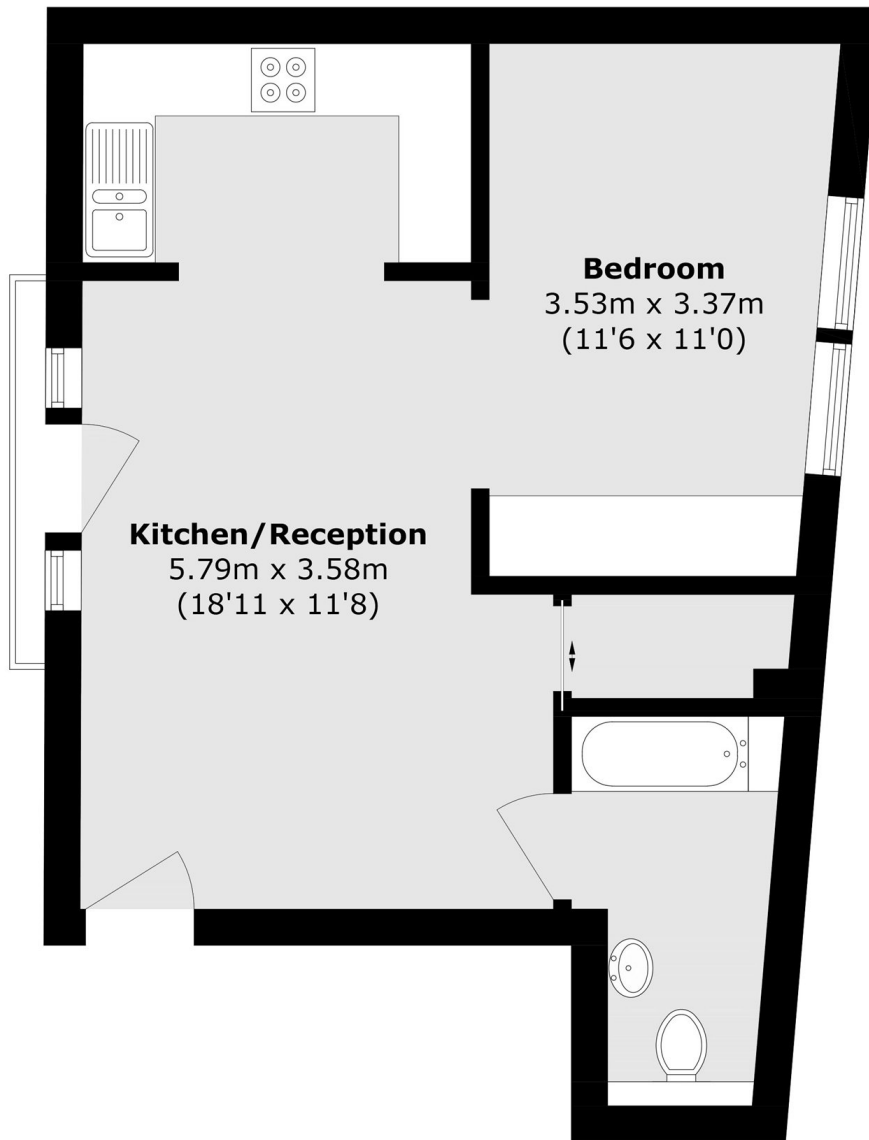 Bedroom
3.53m x 3.37m
(11'6 x 11'0)
Kitchen/Reception
5.79m x 3.58m
(18'11 x 11'8)